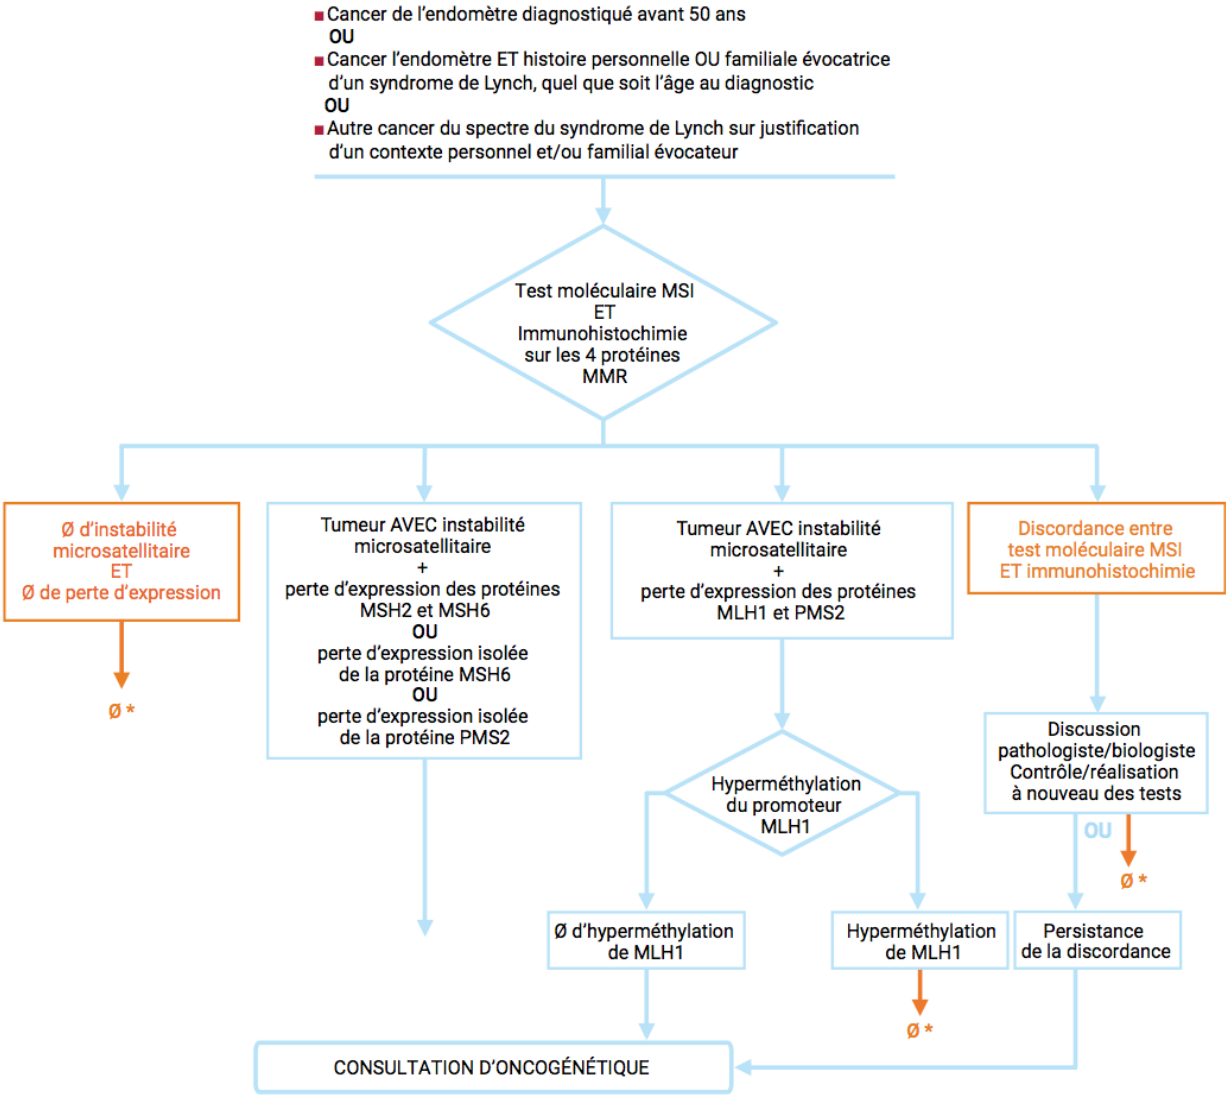 Cancer de l'endomètre diagnostiqué avant 50 ans
OU
Cancer l'endomètre ET histoire personnelle OU familiale évocatrice
d'un syndrome de Lynch, quel que soit l'âge au diagnostic
OU
Autre cancer du spectre du syndrome de Lynch sur justification
d'un contexte personnel et/ou familial évocateur
Test moléculaire MSI
ET
Immunohistochimie
sur les 4 protéines
MMR
Ø d'instabilité
microsatellitaire
ET
Ø de perte d'expression
Ø *
Tumeur AVEC instabilité
microsatellitaire
+
perte d'expression des protéines
MSH2 et MSH6
OU
perte d'expression isolée
de la protéine MSH6
OU
perte d'expression isolée
de la protéine PMS2
Tumeur AVEC instabilité
microsatellitaire
+
perte d'expression des protéines
MLH1 et PMS2
Hyperméthylation
du promoteur
MLH1
Ø d'hyperméthylation
de MLH1
Hyperméthylation
de MLH1
Ø *
Discordance entre
test moléculaire MSI
ET immunohistochimie
Discussion
pathologiste/biologiste
Contrôle/réalisation
à nouveau des tests
OU
Ø *
Persistance
de la discordance
CONSULTATION D'ONCOGÉNÉTIQUE